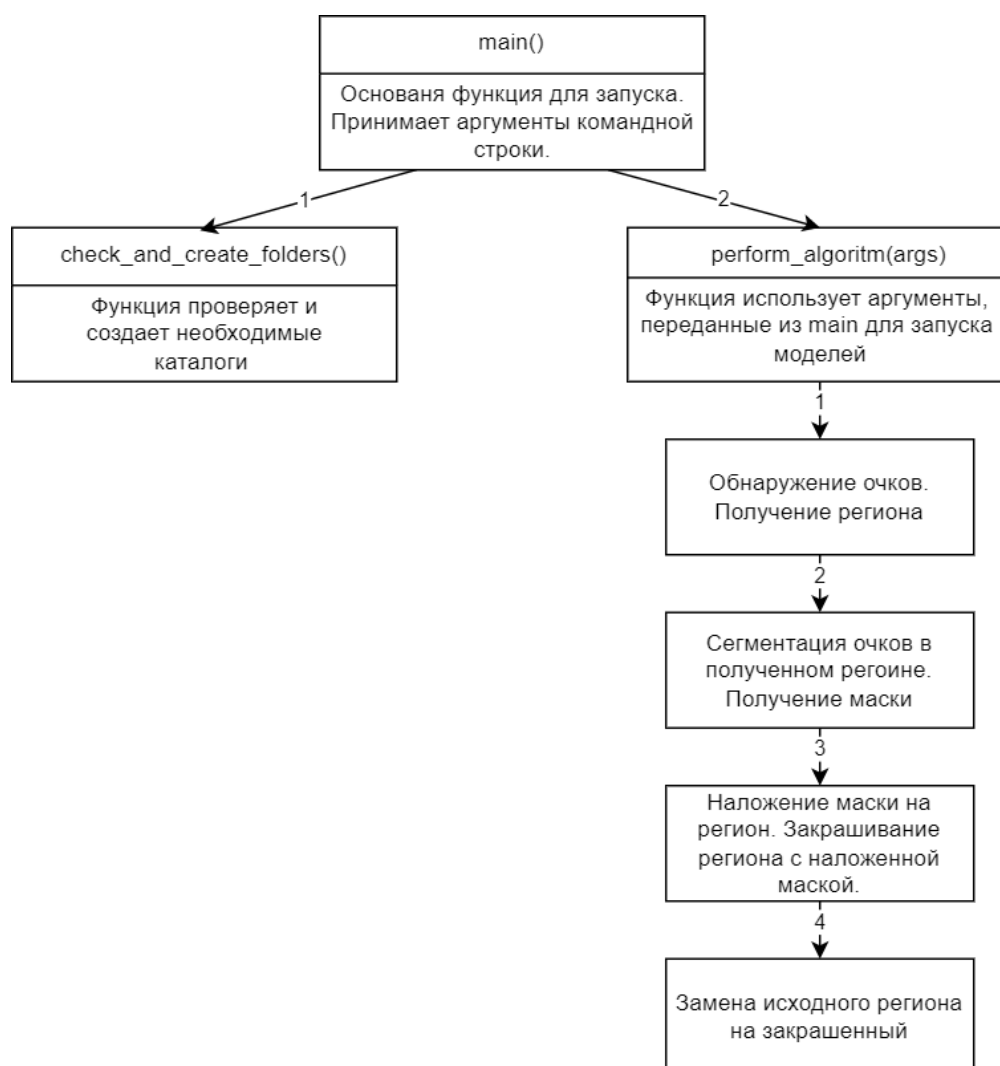 main()
Основаня функция для запуска.
Принимает аргументы командной
строки.
1
2
check_and_create_folders()
Функция проверяет и
создает необходимые
каталоги
perform_algoritm(args)
Функция использует аргументы,
переданные из main для запуска
моделей
1
Обнаружение очков.
Получение региона
2
Сегментация очков в
полученном регоине.
Получение маски
3
Наложение маски на
регион. Закрашивание
региона с наложенной
маской.
4
Замена исходного региона
на закрашенный